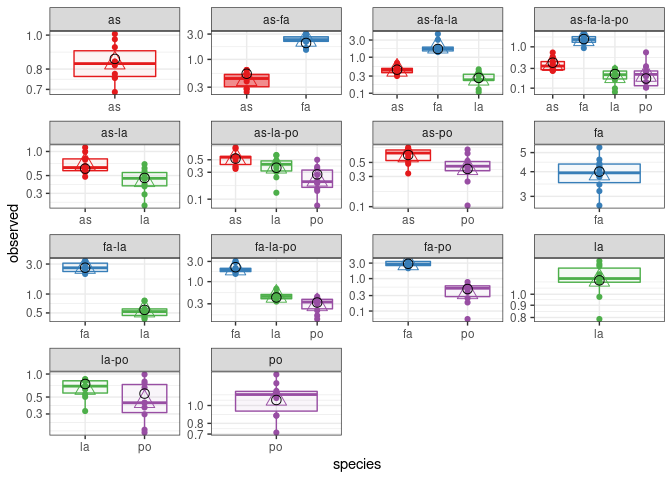 as
as-fa
as-fa-la
as-fa-la-po
1.0
0.8
0.7
as
3.0
1.0
0.3
as fa
3.0
1.0
0.3
0.1
as fa la
1.0
0.3
0.1
as fa la po
as-la
as-la-po
as-po
fa
1.0
0.5
0.3
as la
0.5
0.3
0.1
as la po
0.5
0.3
0.1
as po
5
4
3
fa
fa-la
fa-la-po
fa-po
la
3.0
1.0
0.5
fa la
3.0
1.0
0.3
fa la po
3.0
1.0
0.3
0.1
fa po
1.0
0.9
0.8
la
la-po
po
1.0
0.5
0.3
la po
1.0
0.8
0.7
po
observed
species